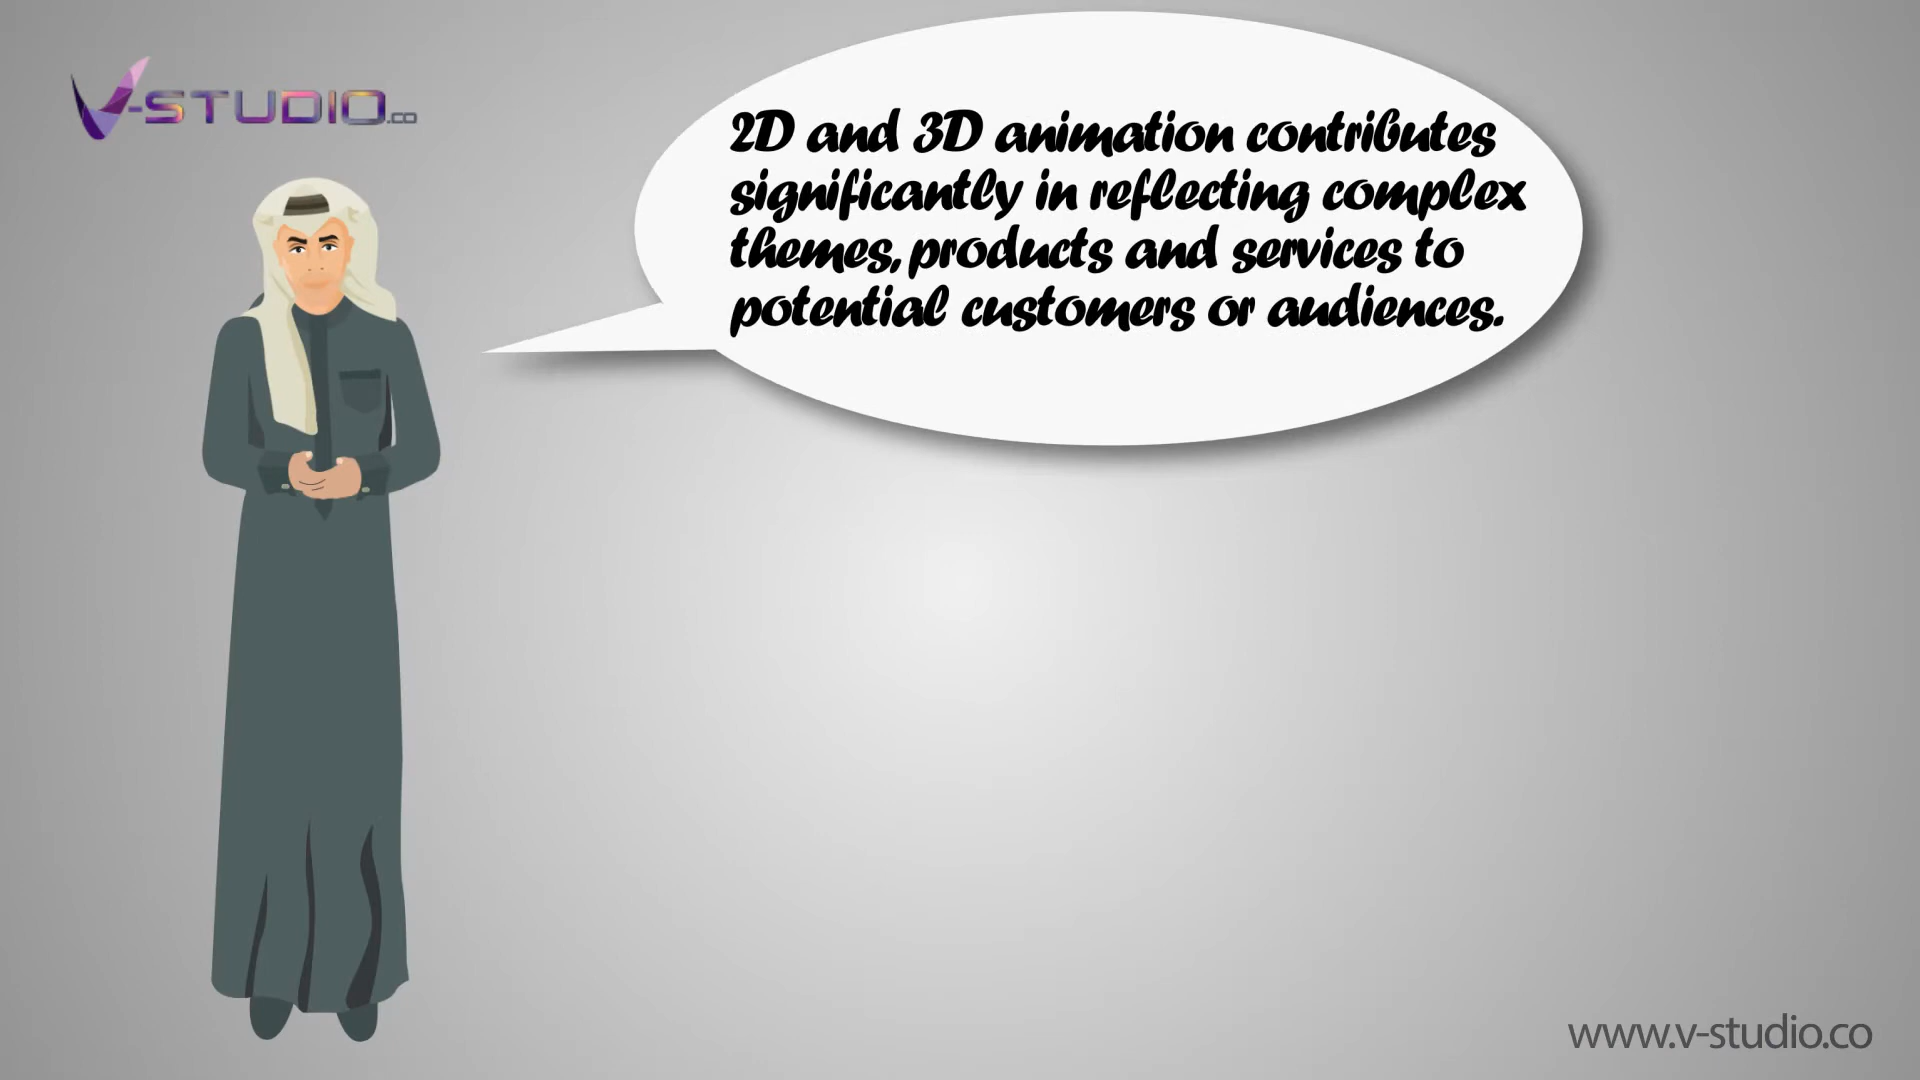 V-STUDIO.co
2D and 3D animation contributes
significantly in reflecting complex
themes, products and services to
potential customers or audiences.
www.v-studio.co